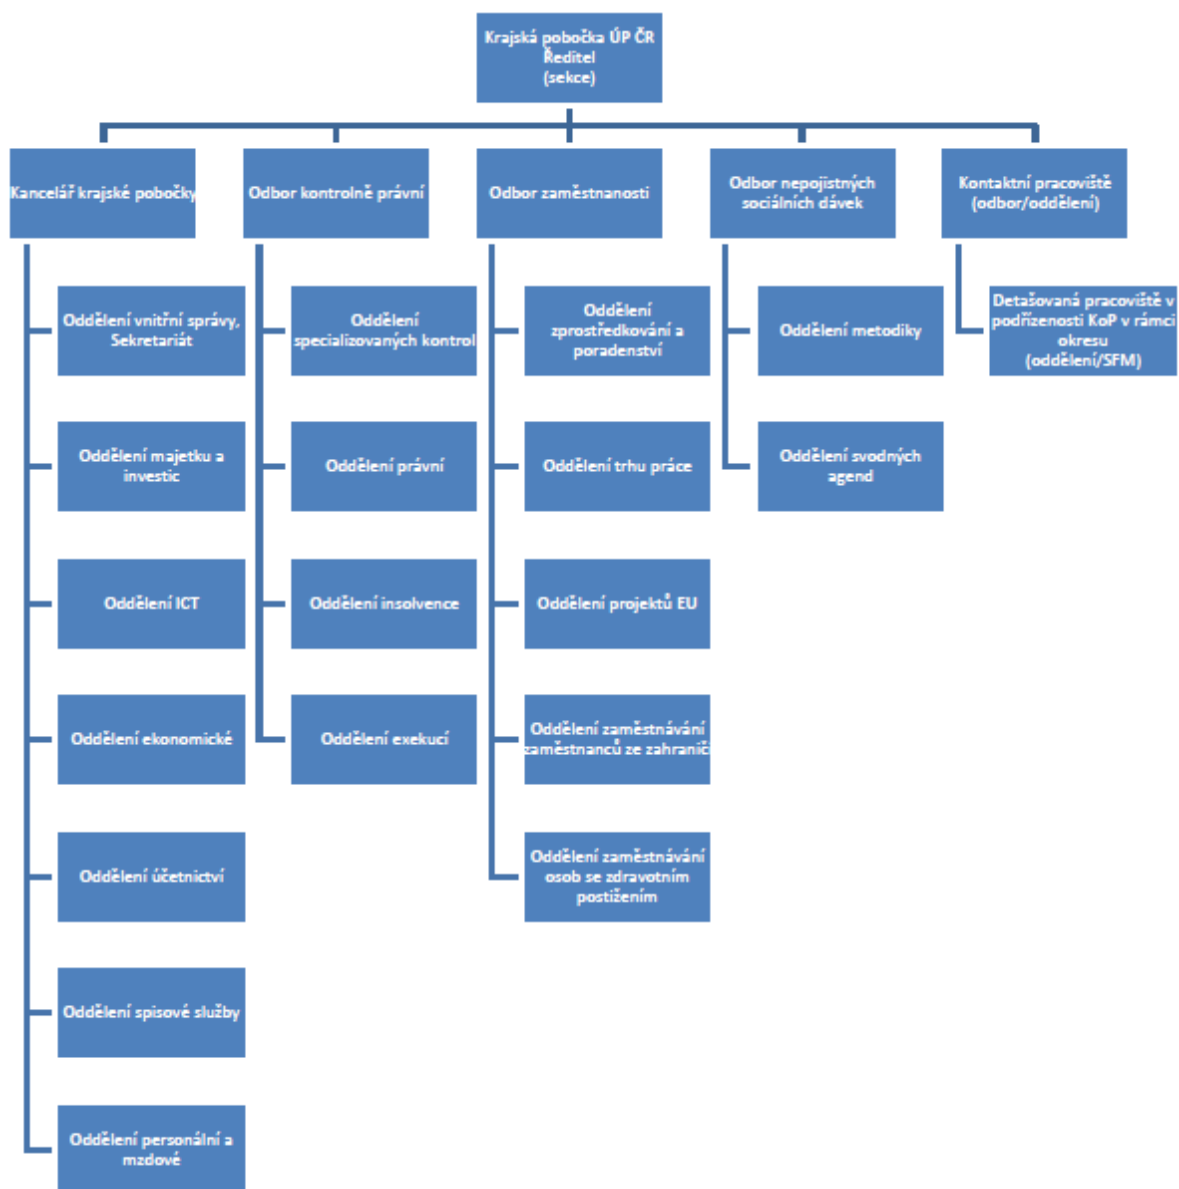 Krajská pobočka ÚP ČR
Ředitel
(sekce)
Kancelář krajské pobočky
Odbor kontrolně právní
Odbor zaměstnanosti
Odbor nepojistných
sociálních dávek
Kontaktní pracoviště
(odbor/oddělení)
Oddělení vnitřní správy,
Sekretariát
Oddělení majetku a
investic
Oddělení ICT
Oddělení ekonomické
Oddělení účetnictví
Oddělení spisové služby
Oddělení personální a
mzdové
Oddělení
specializovaných kontrol
Oddělení právní
Oddělení insolvence
Oddělení exekucí
Oddělení
zprostředkování a
poradenství
Oddělení trhu práce
Oddělení projektů EU
Oddělení zaměstnávání
zaměstnanců ze zahraničí
Oddělení zaměstnávání
osob se zdravotním
postižením
Oddělení metodiky
Oddělení svodných
agend
Detašovaná pracoviště v
podřízenosti KoP v rámci
okresu
(oddělení/SFM)